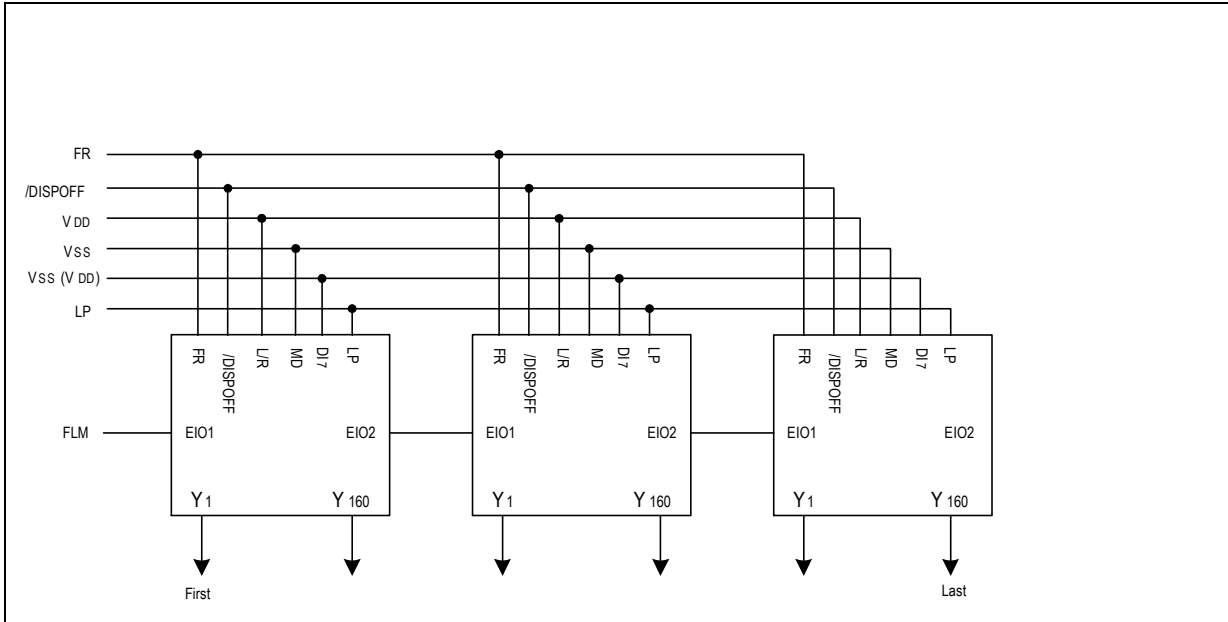 FR
/DISPOFF
VDD
VSS
VSS (VDD)
LP
FR /DISPOFF L/R MD DI7 LP
FR /DISPOFF L/R MD DI7 LP
FR /DISPOFF L/R MD DI7 LP
FLM EIO1 EIO2 EIO1 EIO2 EIO1 EIO2
Y1 Y160 Y1 Y160 Y1 Y160
First Last